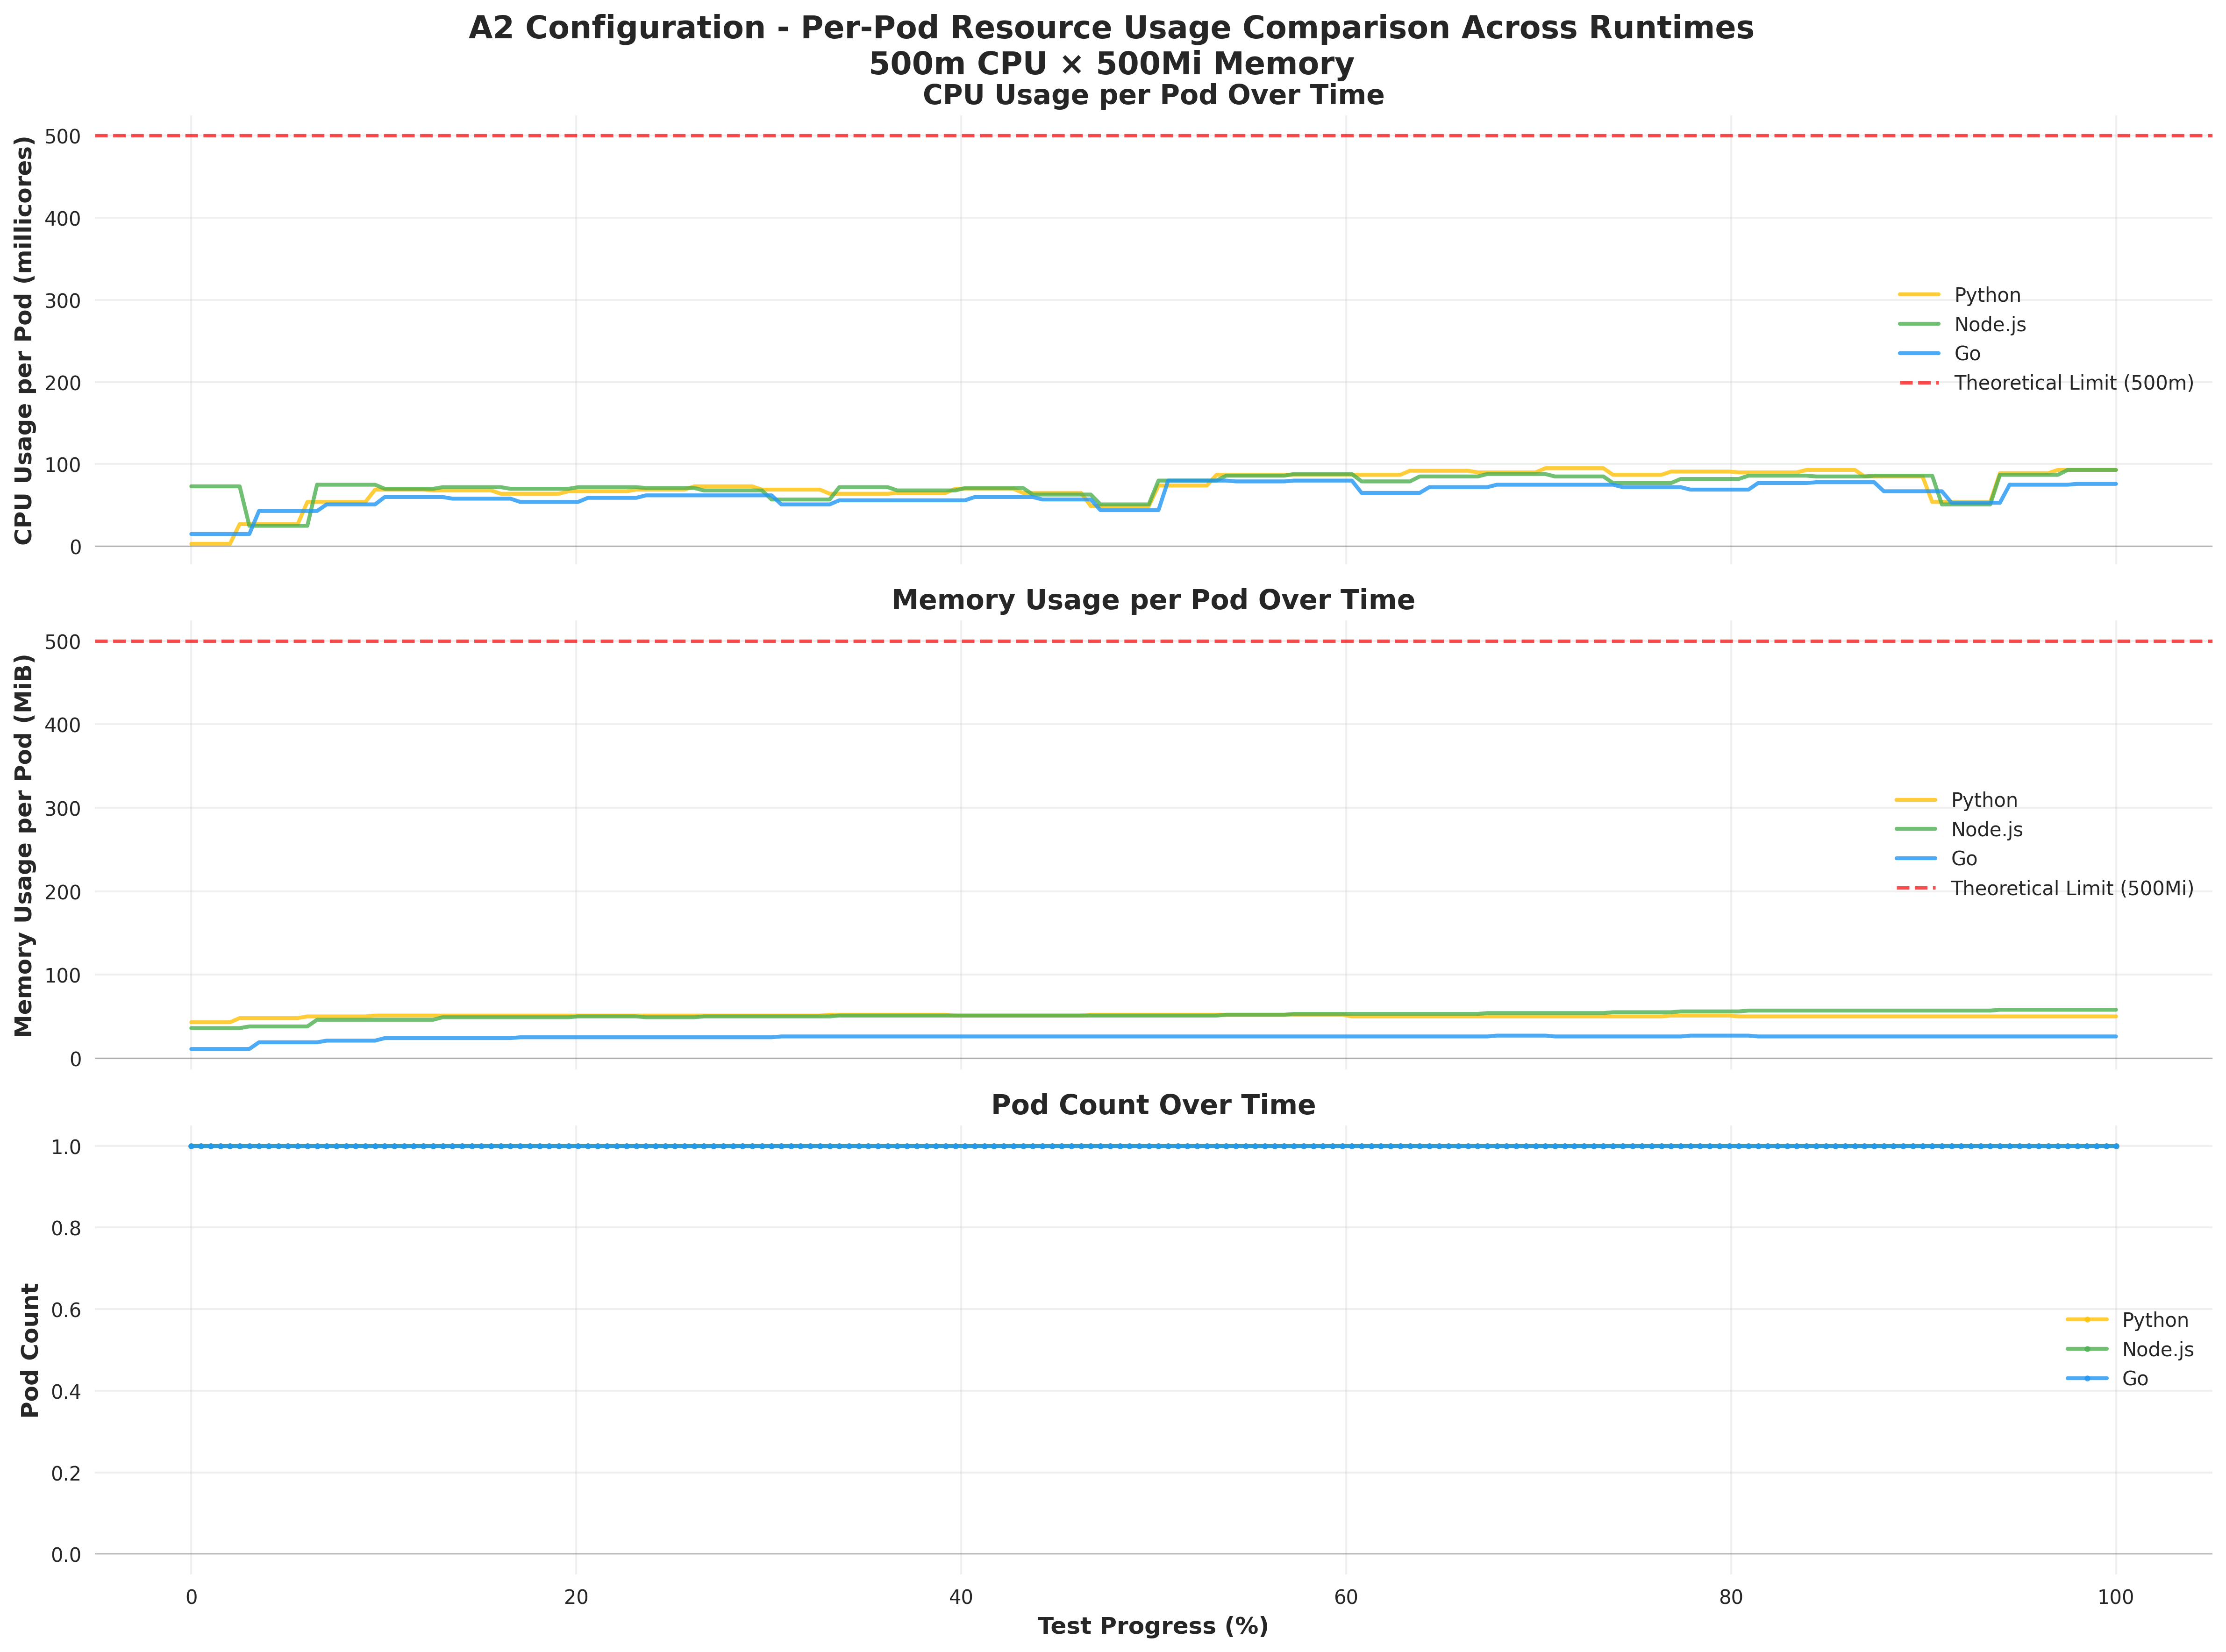 A2 Configuration - Per-Pod Resource Usage Comparison Across Runtimes
500m CPU × 500Mi Memory
CPU Usage per Pod Over Time
CPU Usage per Pod (millicores)
500
400
300
200
100
0
Python
Node.js
Go
Theoretical Limit (500m)
Memory Usage per Pod Over Time
Memory Usage per Pod (MiB)
500
400
300
200
100
0
Python
Node.js
Go
Theoretical Limit (500Mi)
Pod Count Over Time
Pod Count
1.0
0.8
0.6
0.4
0.2
0.0
Python
Node.js
Go
0 20 40 60 80 100
Test Progress (%)